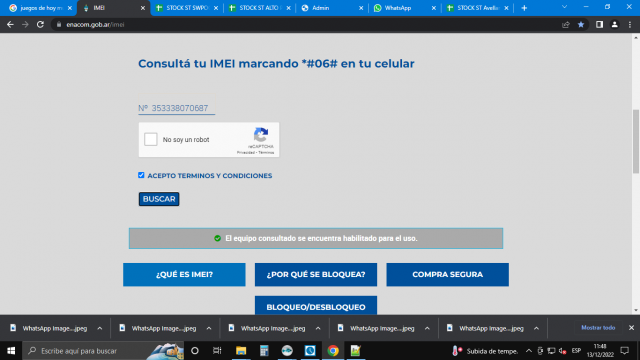 juegos de hoy m
IMEI
STOCK ST SWPO
STOCK ST ALTO
Admin
WhatsApp
STOCK ST Avella
enacom.gob.ar/imei
Consultá tu IMEI marcando *#06# en tu celular
Nº 353338070687
No soy un robot
reCAPTCHA
Privacidad - Términos
ACEPTO TERMINOS Y CONDICIONES
BUSCAR
El equipo consultado se encuentra habilitado para el uso.
¿QUÉ ES IMEI?
¿POR QUÉ SE BLOQUEA?
COMPRA SEGURA
BLOQUEO/DESBLOQUEO
WhatsApp Image....jpeg
WhatsApp Image....jpeg
WhatsApp Image....jpeg
WhatsApp Image....jpeg
WhatsApp Image....jpeg
Mostrar todo
Escribe aquí para buscar
Subida de tempe.
ESP
11:48
13/12/2022